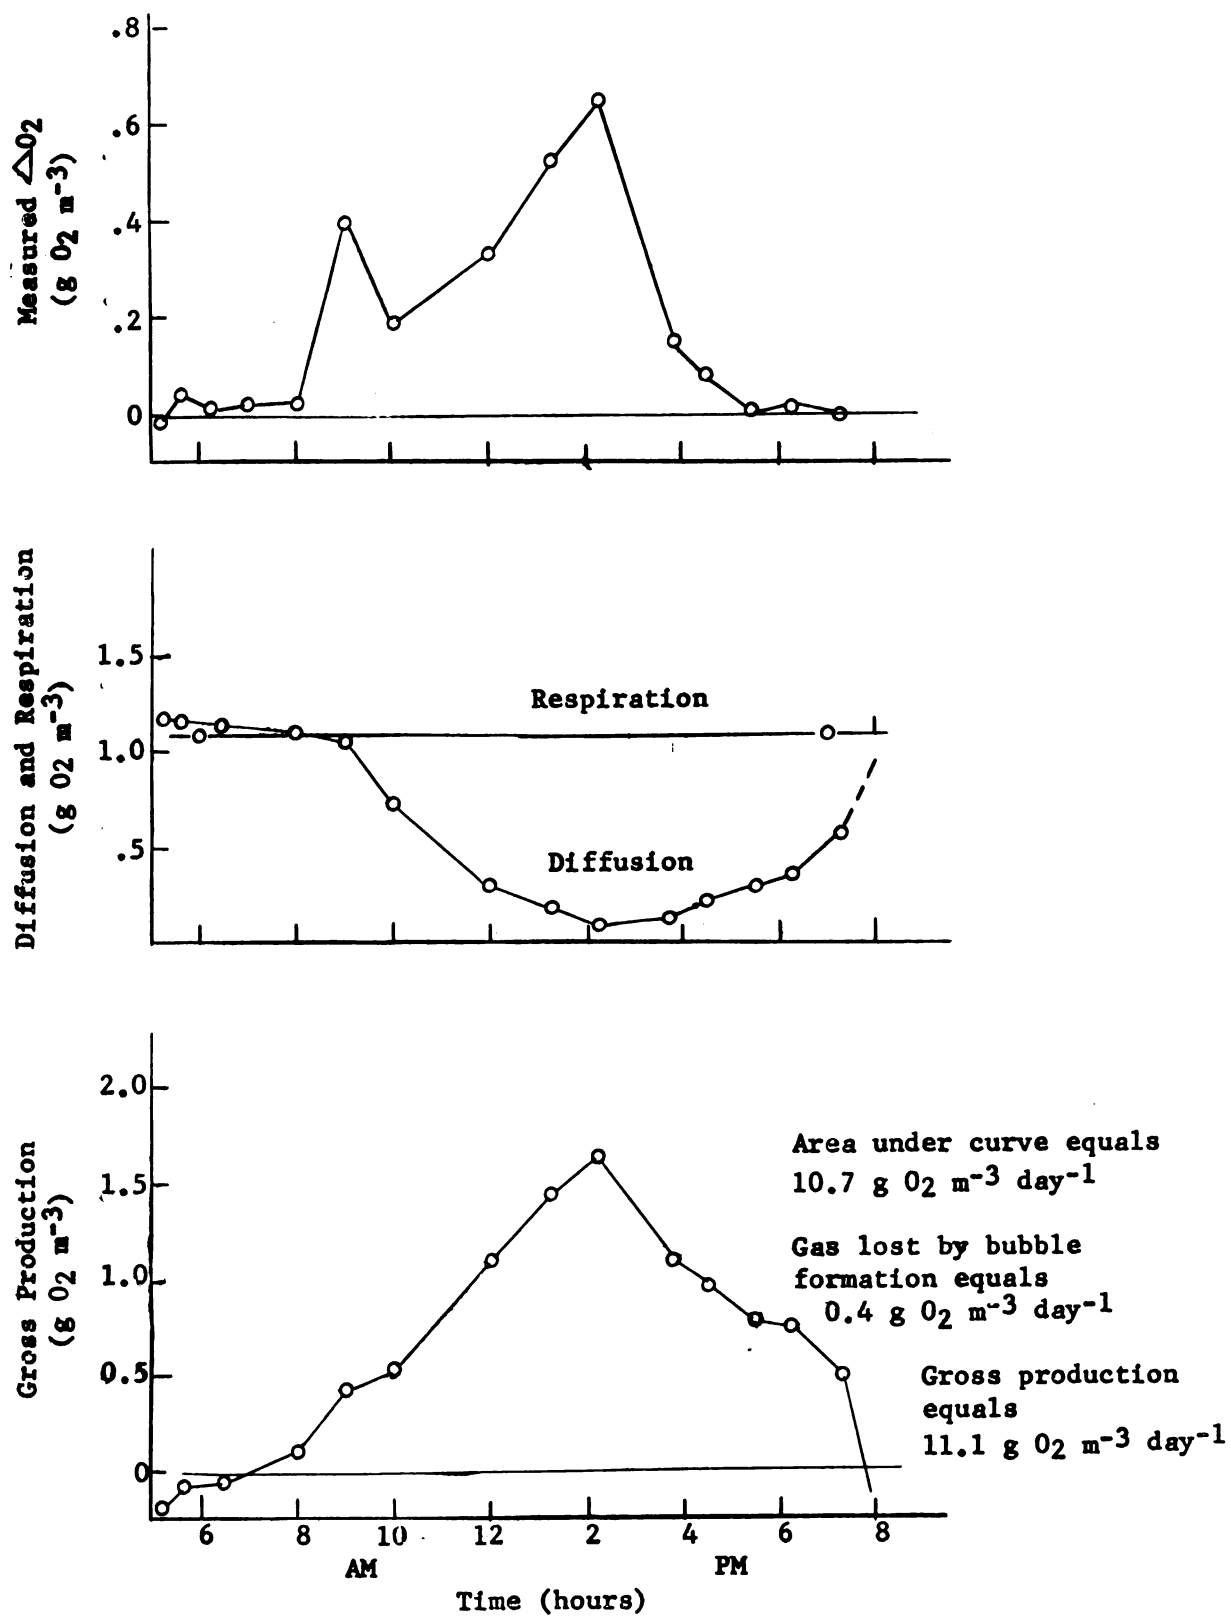 Measured △O2
(g O2 m-3)
.8
.6
.4
.2
0
Diffusion and Respiration
(g O2 m-3)
1.5
1.0
.5
Respiration
Diffusion
Gross Production
(g O2 m-3)
2.0
1.5
1.0
0.5
0
Area under curve equals
10.7 g O2 m-3 day-1
Gas lost by bubble
formation equals
0.4 g O2 m-3 day-1
Gross production
equals
11.1 g O2 m-3 day-1
6 8 10 12 2 4 6 8
AM PM
Time (hours)